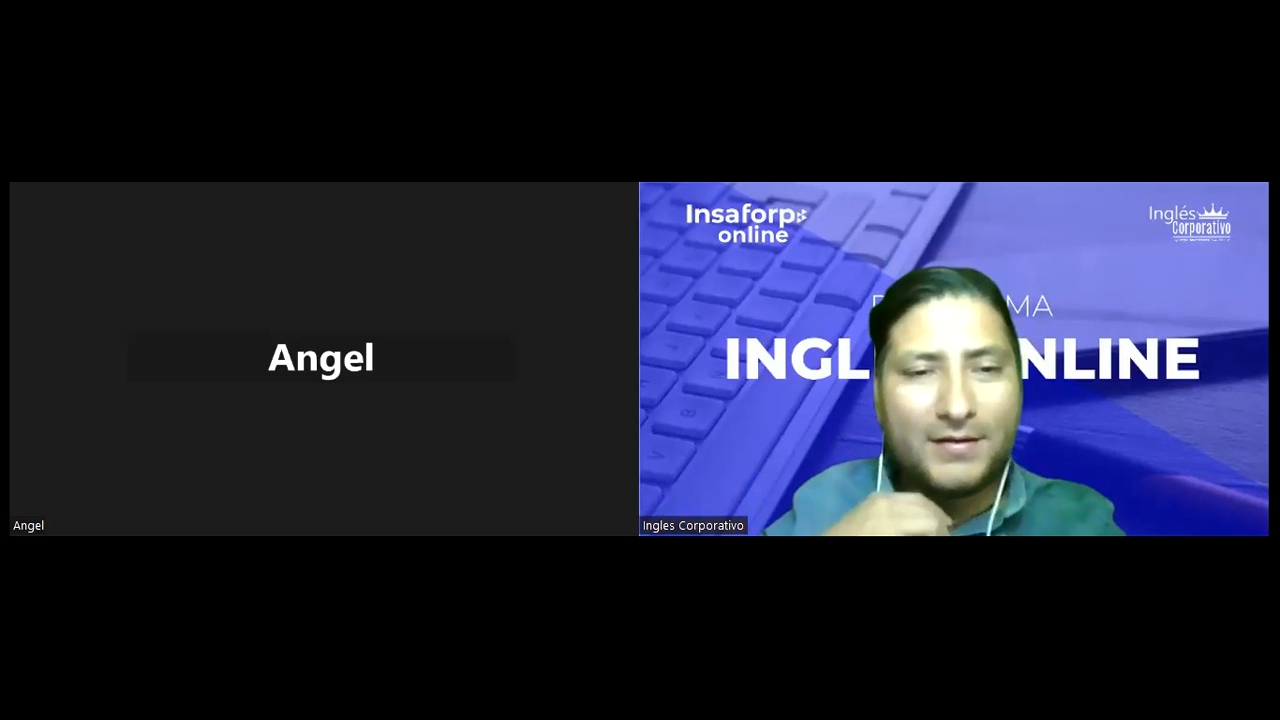 Angel
Angel
Insaforp
online
Inglés
Corporativo
MA
INGL NLINE
Ingles Corporativo